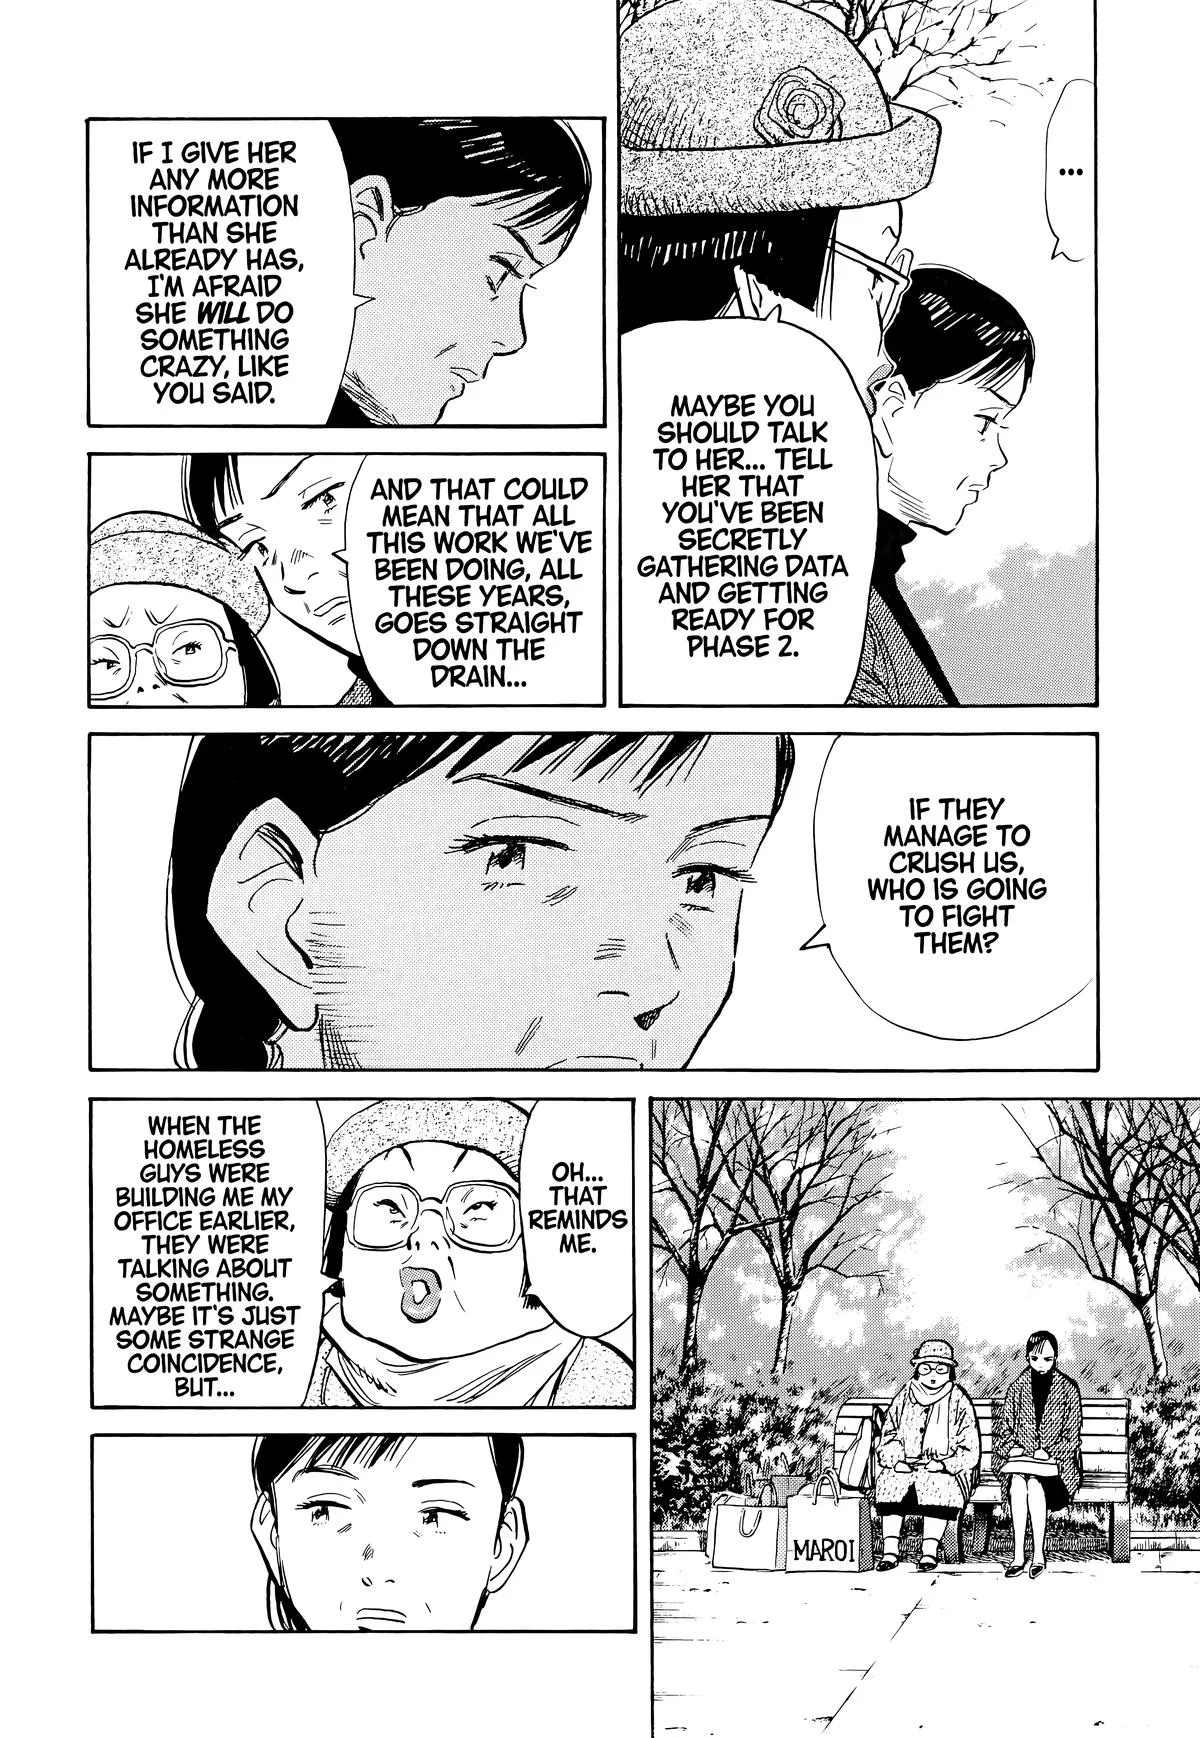 ...
MAYBE YOU
SHOULD TALK
TO HER... TELL
HER THAT
YOU'VE BEEN
SECRETLY
GATHERING DATA
AND GETTING
READY FOR
PHASE 2.
IF I GIVE HER
ANY MORE
INFORMATION
THAN SHE
ALREADY HAS,
I'M AFRAID
SHE WILL DO
SOMETHING
CRAZY, LIKE
YOU SAID.
AND THAT COULD
MEAN THAT ALL
THIS WORK WE'VE
BEEN DOING, ALL
THESE YEARS,
GOES STRAIGHT
DOWN THE
DRAIN...
IF THEY
MANAGE TO
CRUSH US,
WHO IS GOING
TO FIGHT
THEM?
MAROI
OH...
THAT
REMINDS
ME.
WHEN THE
HOMELESS
GUYS WERE
BUILDING ME MY
OFFICE EARLIER,
THEY WERE
TALKING ABOUT
SOMETHING.
MAYBE IT'S JUST
SOME STRANGE
COINCIDENCE,
BUT...